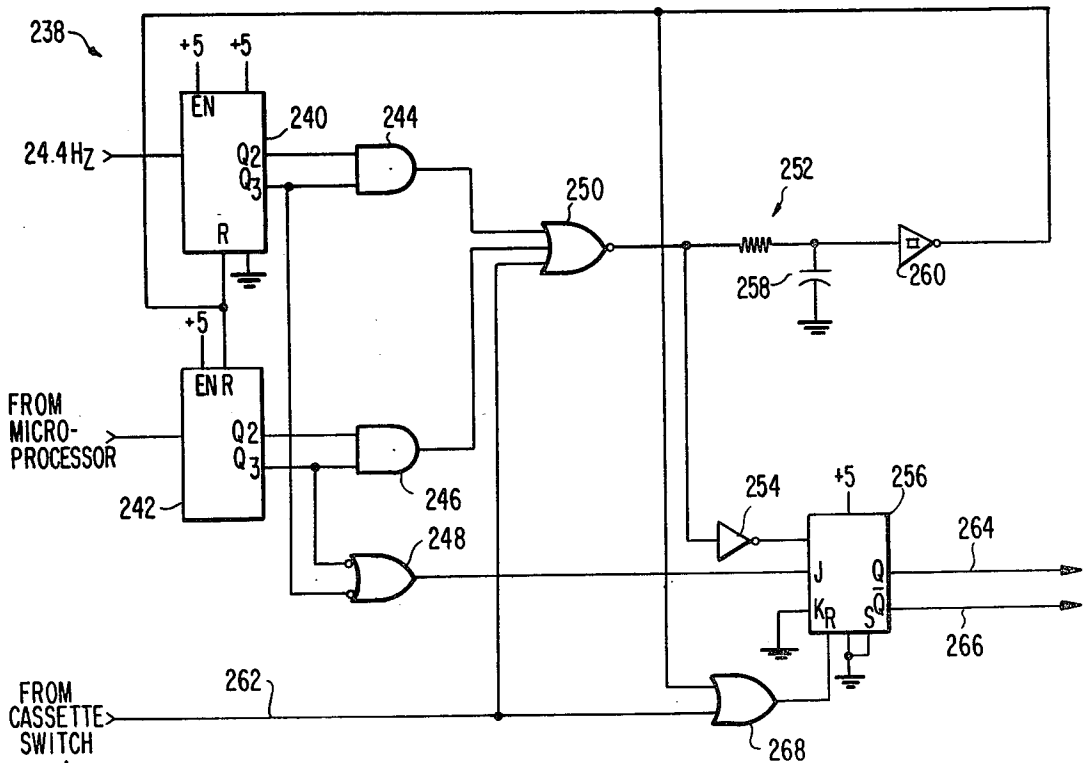 238
+5 +5
EN
240
244
24.4HZ
Q2
Q3
R
250
252
258
260
+5
EN R
FROM
MICRO-
PROCESSOR
Q2
Q3
242
246
248
254
+5
256
264
J
Q
K
R
S
Q̅
266
FROM
CASSETTE
SWITCH
262
268